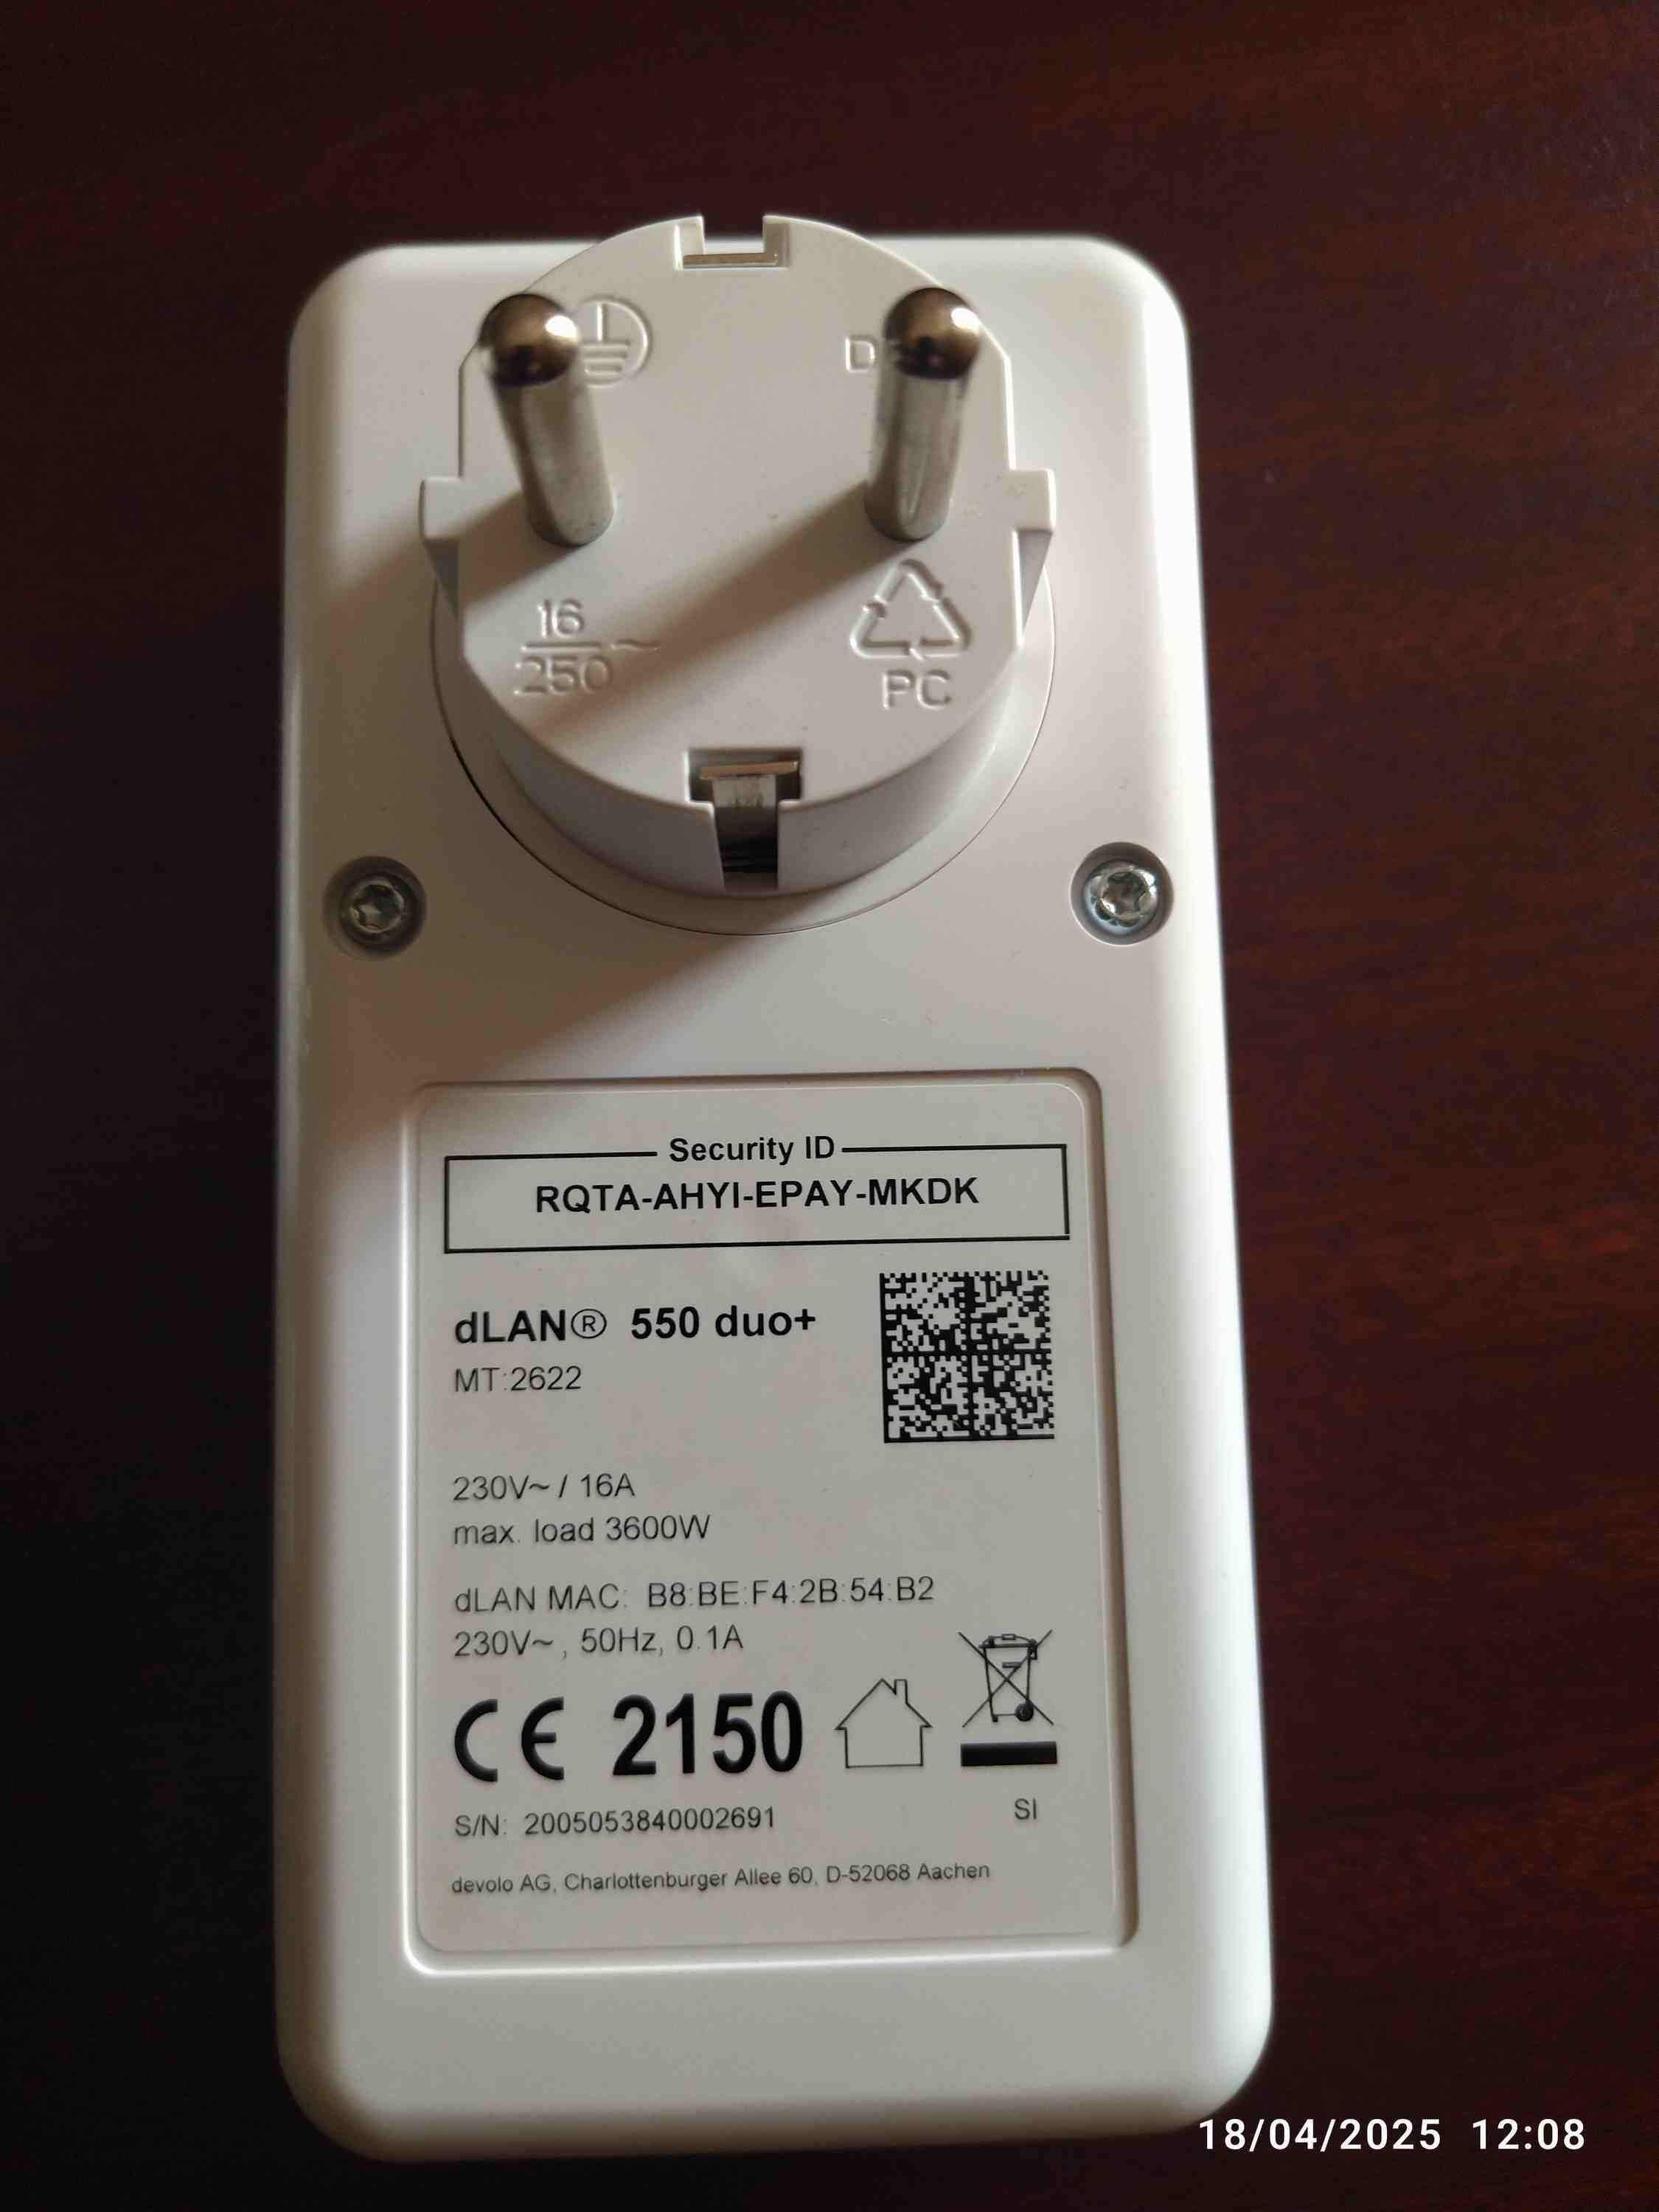 D
16
250~
PC
Security ID
RQTA-AHYI-EPAY-MKDK
dLAN® 550 duo+
MT:2622
230V~ / 16A
max. load 3600W
dLAN MAC: B8:BE:F4:2B:54:B2
230V~, 50Hz, 0.1A
CE 2150
S/N: 2005053840002691
SI
devolo AG, Charlottenburger Allee 60, D-52068 Aachen
18/04/2025 12:08